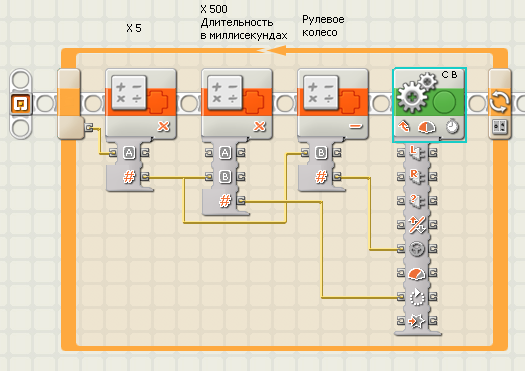 X 5
X 500
Длительность
в миллисекундах
Рулевое
колесо
C B
A
#
A
B
#
B
#
L
R
?